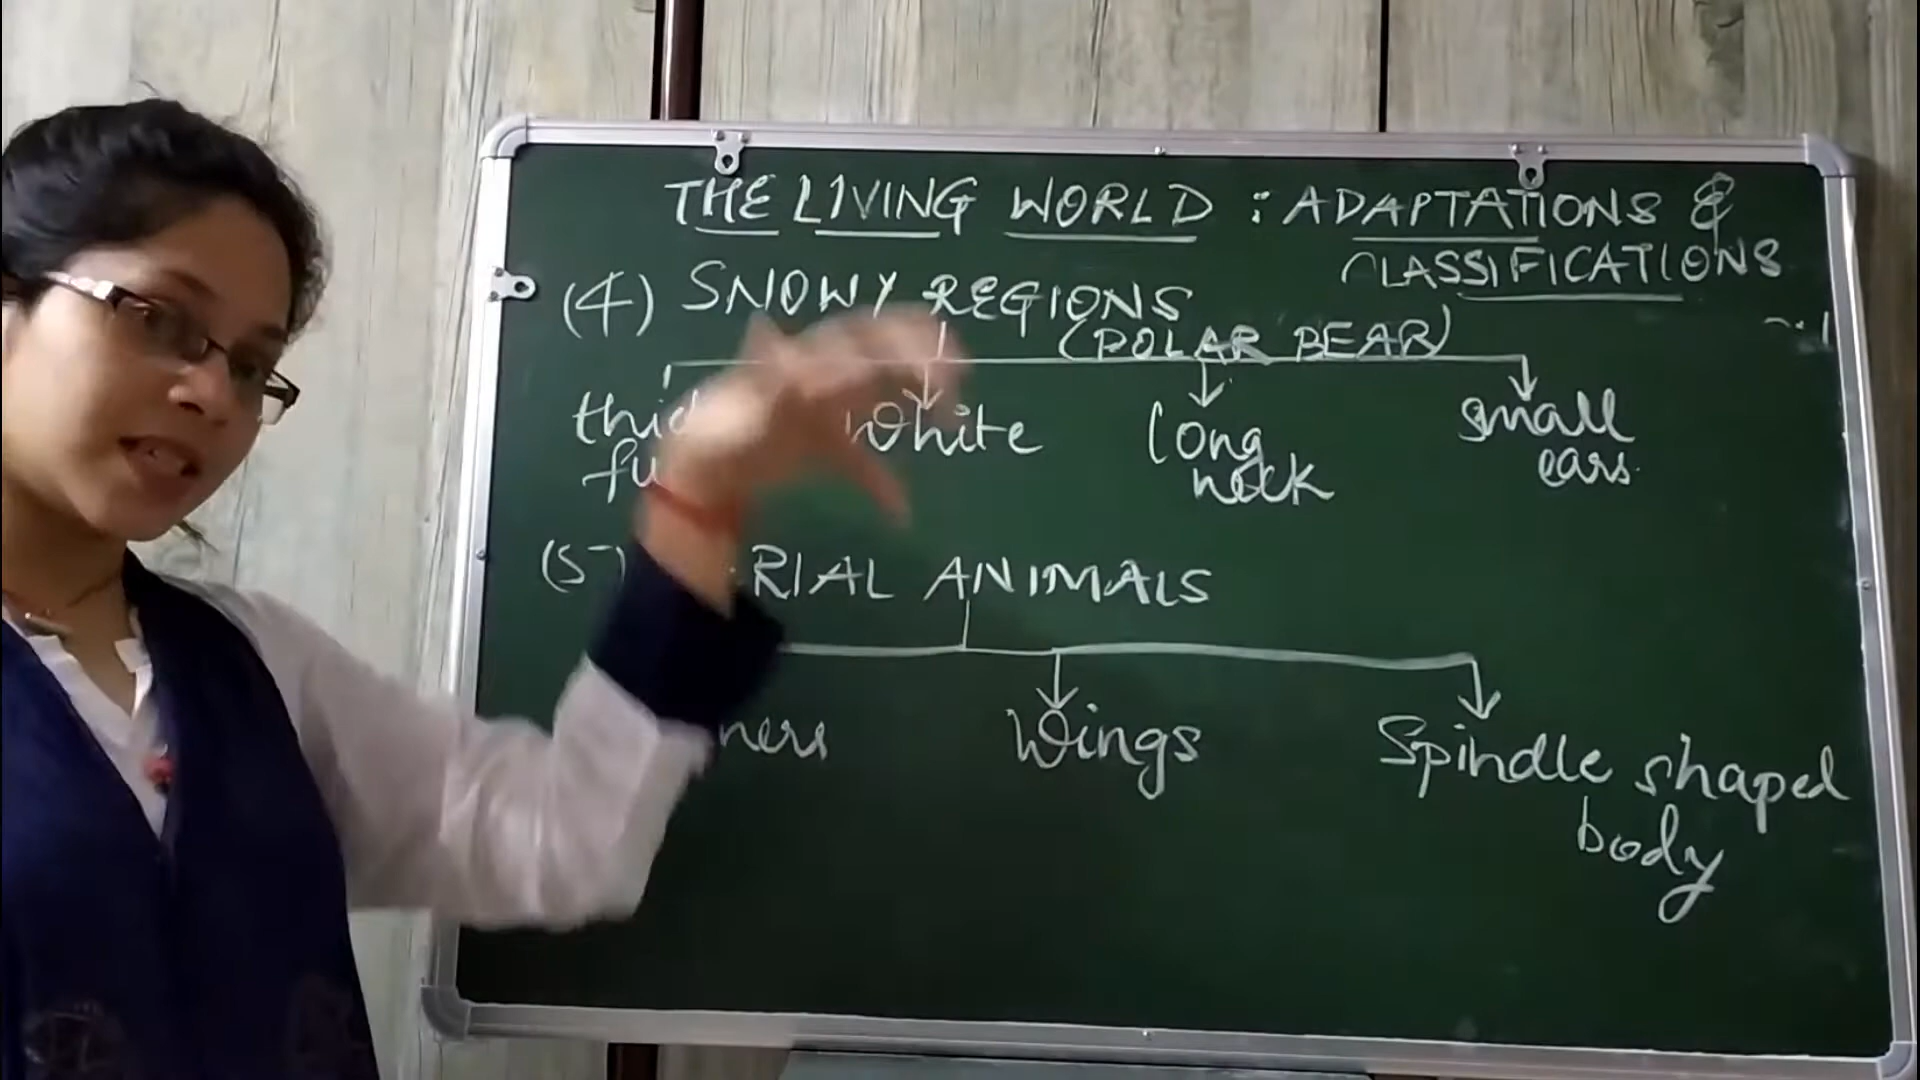 THE LIVING WORLD : ADAPTATIONS &
CLASSIFICATIONS
(4) SNOWY REGIONS
(POLAR BEAR)
white long neck small ears.
(5) ANIMALS
Wings Spindle shaped
body